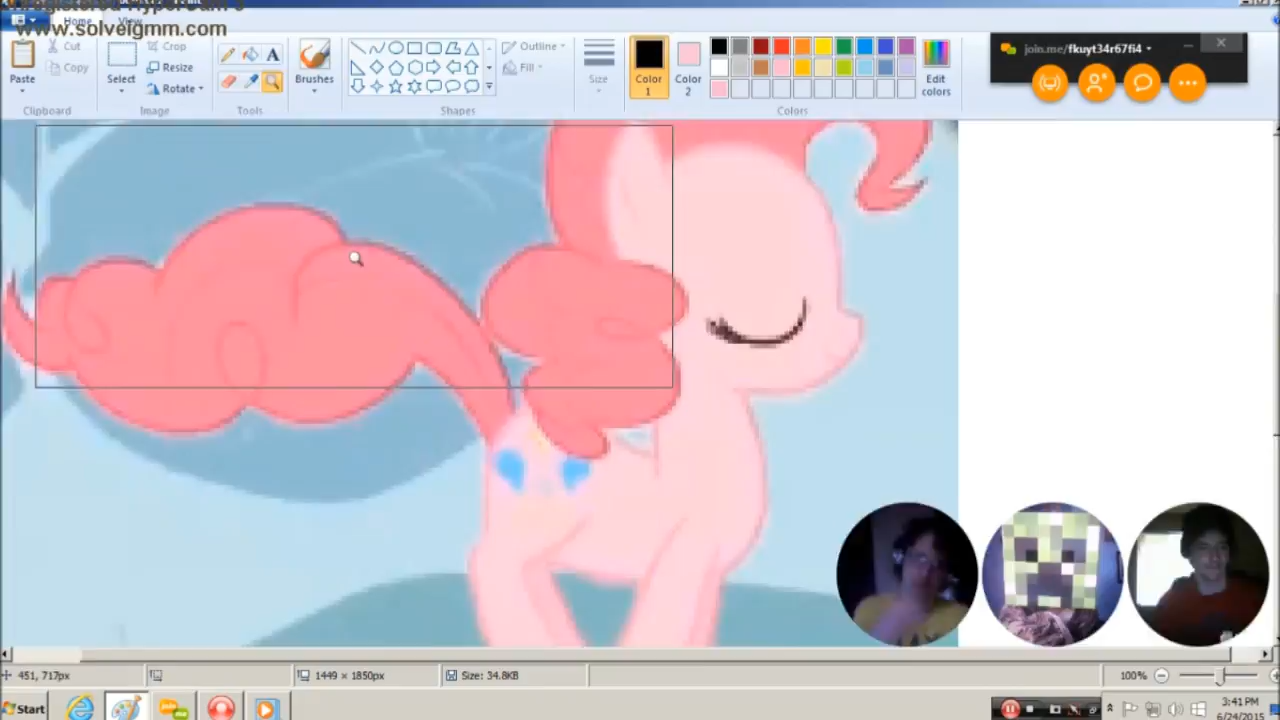 www.solveigmm.com
Home View
Paste
Cut
Copy
Clipboard
Select
Crop
Resize
Rotate
Image
Tools
Brushes
Shapes
Outline
Fill
Size
Color 1
Color 2
Edit colors
Colors
join.me/fkuyt34r67fi4
451, 717px
1449 × 1850px
Size: 34.8KB
100%
Start
3:41 PM
6/24/2015